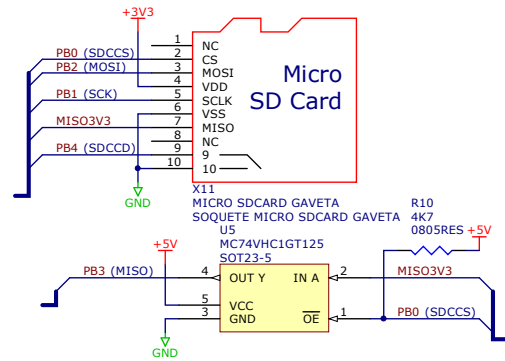 +3V3
1 NC
PB0 (SDCCS) 2 CS
PB2 (MOSI) 3 MOSI
4 VDD
PB1 (SCK) 5 SCLK
6 VSS
MISO3V3 7 MISO
8 NC
PB4 (SDCCD) 9 9
10 10
Micro
SD Card
GND
X11
MICRO SDCARD GAVETA
SOQUETE MICRO SDCARD GAVETA
U5
MC74VHC1GT125
SOT23-5
R10
4K7
0805RES
+5V
+5V
PB3 (MISO) 4 OUT Y IN A 2 MISO3V3
5 VCC
3 GND OE 1 PB0 (SDCCS)
GND